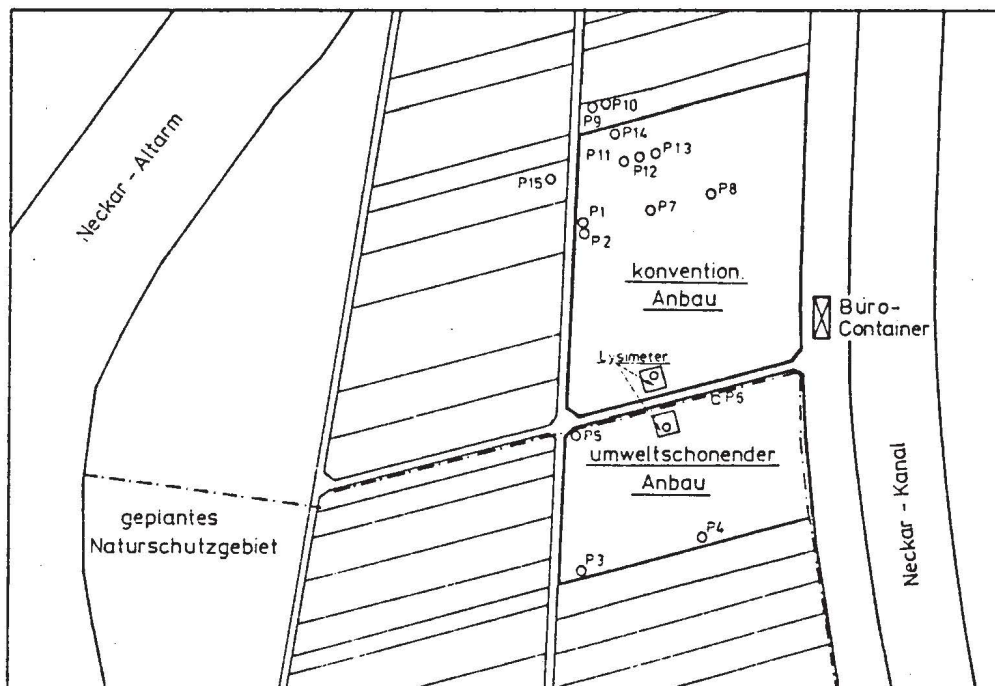 Neckar - Altarm
P10
P9
P14
P11
P13
P12
P15
P8
P7
P1
P2
konvention.
Anbau
Büro-
Container
Lysimeter
P6
P5
umweltschonender
Anbau
geplantes
Naturschutzgebiet
P4
P3
Neckar - Kanal